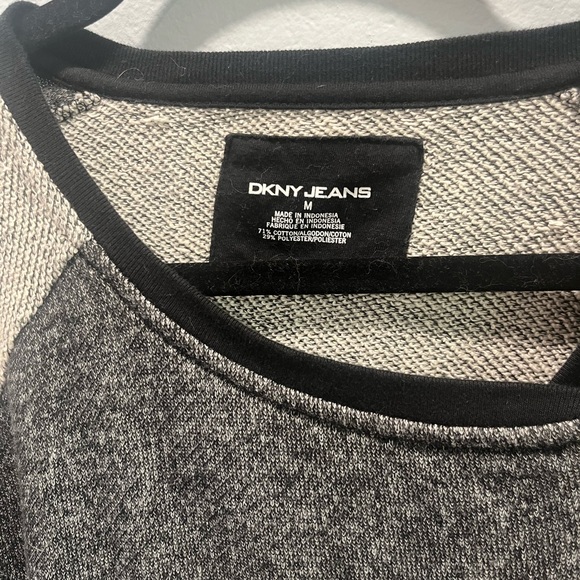 DKNY JEANS
M
MADE IN INDONESIA
HECHO EN INDONESIA
FABRIQUE EN INDONESIE
71% COTTON/ALGODON/COTON
29% POLYESTER/POLIESTER